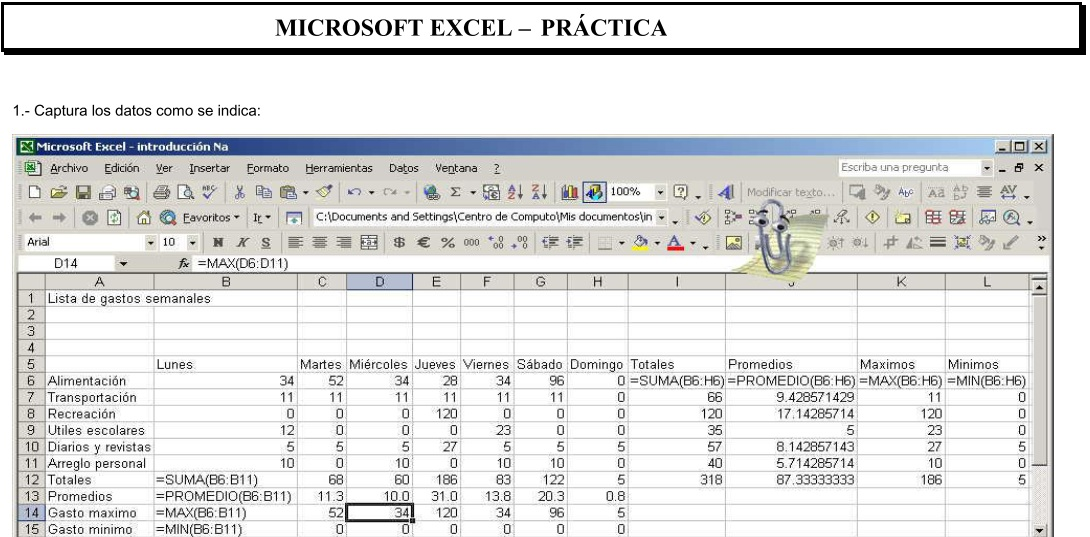 MICROSOFT EXCEL – PRÁCTICA
1.- Captura los datos como se indica:
Microsoft Excel - introducción Na
Archivo Edición Ver Insertar Formato Herramientas Datos Ventana ? Escriba una pregunta
100% Modificar texto...
Favoritos Ir C:\Documents and Settings\Centro de Computo\Mis documentos\in
Arial 10 N K S $ € % 000
D14 fx =MAX(D6:D11)
A B C D E F G H I J K L
1 Lista de gastos semanales
2
3
4
5 Lunes Martes Miércoles Jueves Viernes Sábado Domingo Totales Promedios Maximos Minimos
6 Alimentación 34 52 34 28 34 96 0 =SUMA(B6:H6) =PROMEDIO(B6:H6) =MAX(B6:H6) =MIN(B6:H6)
7 Transportación 11 11 11 11 11 11 0 66 9.428571429 11 0
8 Recreación 0 0 0 120 0 0 0 120 17.14285714 120 0
9 Utiles escolares 12 0 0 0 23 0 0 35 5 23 0
10 Diarios y revistas 5 5 5 27 5 5 5 57 8.142857143 27 5
11 Arreglo personal 10 0 10 0 10 10 0 40 5.714285714 10 0
12 Totales =SUMA(B6:B11) 68 60 186 83 122 5 318 87.33333333 186 5
13 Promedios =PROMEDIO(B6:B11) 11.3 10.0 31.0 13.8 20.3 0.8
14 Gasto maximo =MAX(B6:B11) 52 34 120 34 96 5
15 Gasto minimo =MIN(B6:B11) 0 0 0 0 0 0